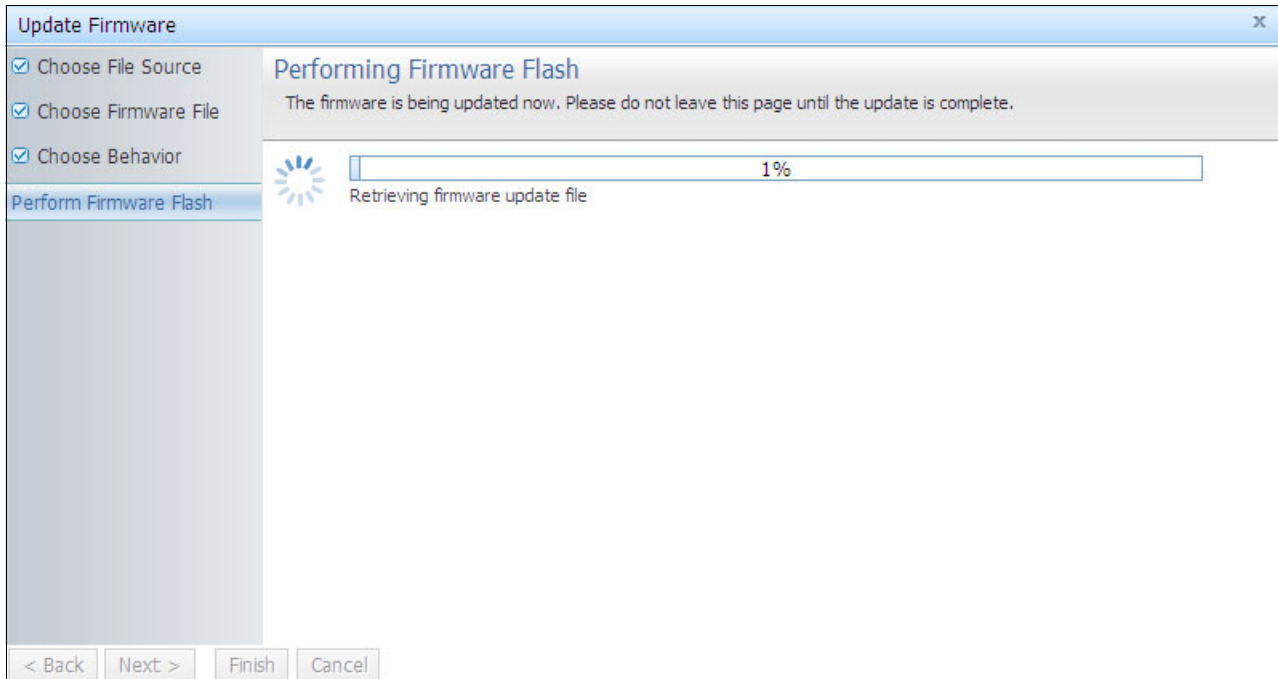 Update Firmware
x
Choose File Source
Choose Firmware File
Choose Behavior
Perform Firmware Flash
Performing Firmware Flash
The firmware is being updated now. Please do not leave this page until the update is complete.
1%
Retrieving firmware update file
< Back
Next >
Finish
Cancel